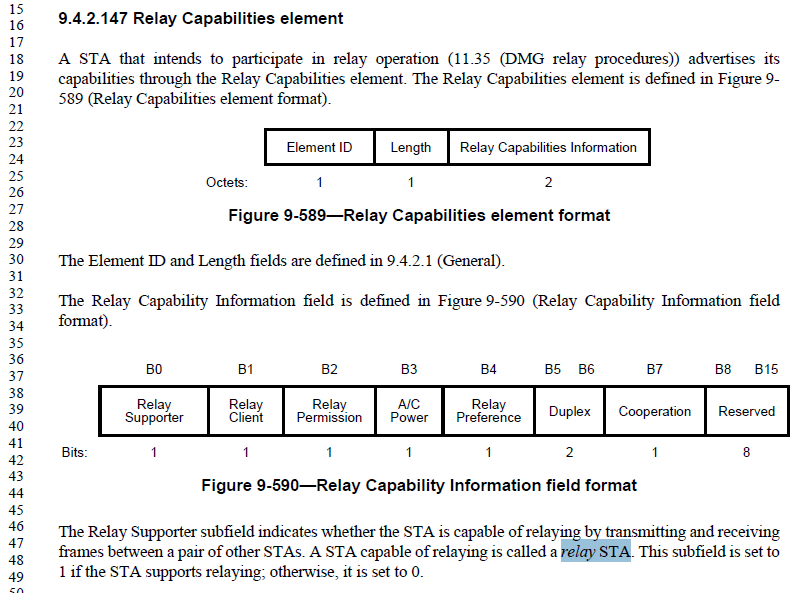 15
16
17
18
19
20
21
22
23
24
25
26
27
28
29
30
31
32
33
34
35
36
37
38
39
40
41
42
43
44
45
46
47
48
49
50
9.4.2.147 Relay Capabilities element
A STA that intends to participate in relay operation (11.35 (DMG relay procedures)) advertises its
capabilities through the Relay Capabilities element. The Relay Capabilities element is defined in Figure 9-
589 (Relay Capabilities element format).
Element ID Length Relay Capabilities Information
Octets: 1 1 2
Figure 9-589—Relay Capabilities element format
The Element ID and Length fields are defined in 9.4.2.1 (General).
The Relay Capability Information field is defined in Figure 9-590 (Relay Capability Information field
format).
B0 B1 B2 B3 B4 B5 B6 B7 B8 B15
Relay Supporter Relay Client Relay Permission A/C Power Relay Preference Duplex Cooperation Reserved
Bits: 1 1 1 1 1 2 1 8
Figure 9-590—Relay Capability Information field format
The Relay Supporter subfield indicates whether the STA is capable of relaying by transmitting and receiving
frames between a pair of other STAs. A STA capable of relaying is called a relay STA. This subfield is set to
1 if the STA supports relaying; otherwise, it is set to 0.